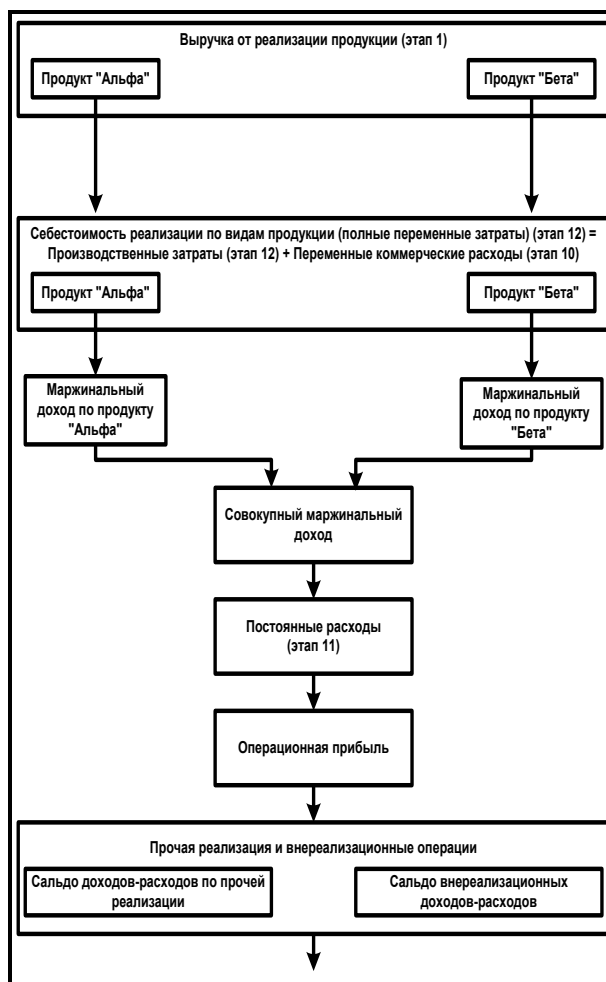 Выручка от реализации продукции (этап 1)
Продукт "Альфа"
Продукт "Бета"
Себестоимость реализации по видам продукции (полные переменные затраты) (этап 12) =
Производственные затраты (этап 12) + Переменные коммерческие расходы (этап 10)
Продукт "Альфа"
Продукт "Бета"
Маржинальный
доход по продукту
"Альфа"
Маржинальный
доход по продукту
"Бета"
Совокупный маржинальный
доход
Постоянные расходы
(этап 11)
Операционная прибыль
Прочая реализация и внереализационные операции
Сальдо доходов-расходов по прочей
реализации
Сальдо внереализационных
доходов-расходов